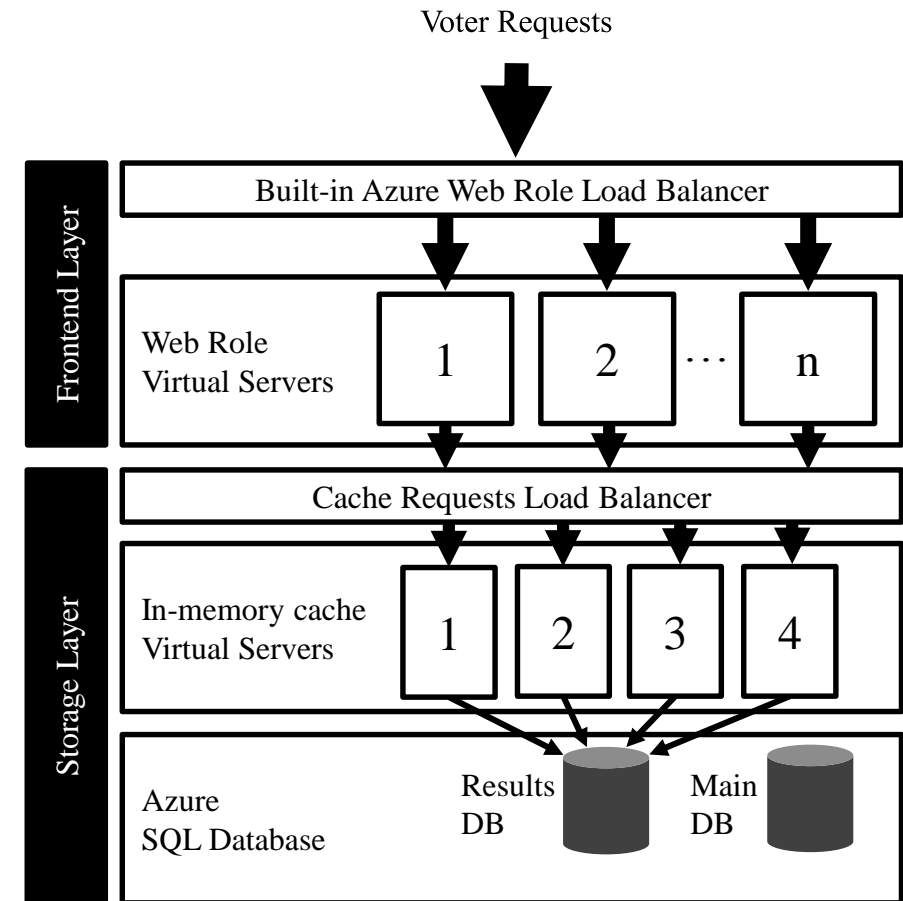 Voter Requests
Frontend Layer
Built-in Azure Web Role Load Balancer
Web Role
Virtual Servers
1
2
...
n
Storage Layer
Cache Requests Load Balancer
In-memory cache
Virtual Servers
1
2
3
4
Azure
SQL Database
Results
DB
Main
DB